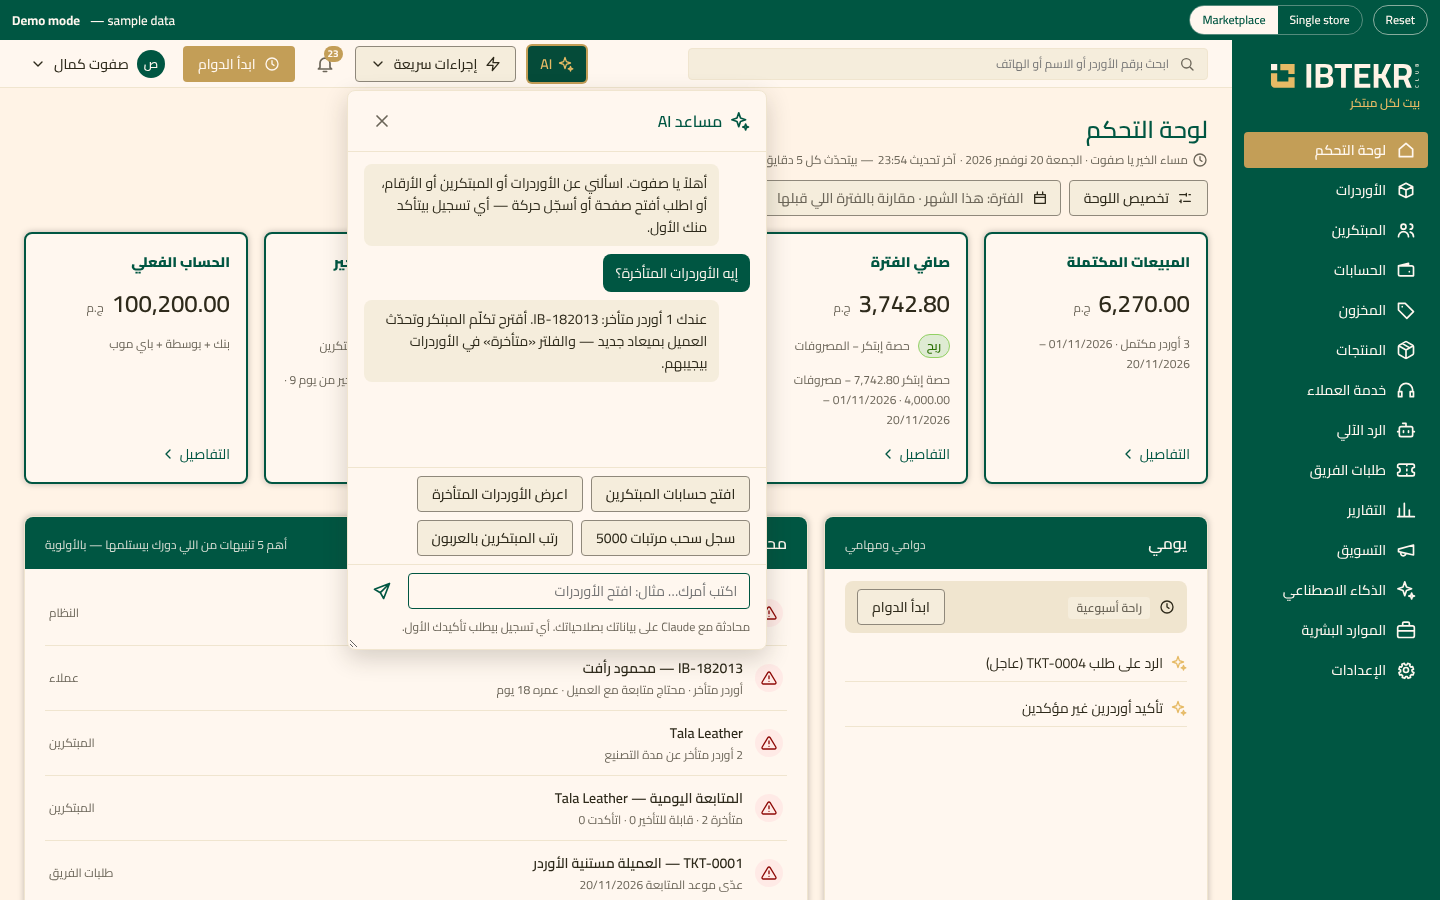 Demo mode — sample data
Marketplace
Single store
Reset
IBTEKR
CLUB
بيت لكل مبتكر
ابحث برقم الأوردر أو الاسم أو الهاتف
AI
إجراءات سريعة
23
ابدأ الدوام
ص
صفوت كمال
لوحة التحكم
الأوردرات
المبتكرين
الحسابات
المخزون
المنتجات
خدمة العملاء
الرد الآلي
طلبات الفريق
التقارير
التسويق
الذكاء الاصطناعي
الموارد البشرية
الإعدادات
لوحة التحكم
مساء الخير يا صفوت · الجمعة 20 نوفمبر 2026 · آخر تحديث 23:54 — بيتحدّث كل 5 دقايق
تخصيص اللوحة
الفترة: هذا الشهر · مقارنة بالفترة اللي قبلها
المبيعات المكتملة
6,270.00 ج.م
3 أوردر مكتمل · 01/11/2026 –
20/11/2026
التفاصيل
صافي الفترة
3,742.80 ج.م
ربح
حصة إبتكر − المصروفات
حصة إبتكر 7,742.80 − مصروفات
4,000.00 · 01/11/2026 –
20/11/2026
التفاصيل
الحساب الفعلي
100,200.00 ج.م
بنك + بوسطة + باي موب
التفاصيل
مساعد AI
أهلاً يا صفوت. اسألني عن الأوردرات أو المبتكرين أو الأرقام،
أو اطلب أفتح صفحة أو أسجّل حركة — أي تسجيل بيتأكد
منك الأول.
إيه الأوردرات المتأخرة؟
عندك 1 أوردر متأخر: IB-182013. أقترح تكلّم المبتكر وتحدّث
العميل بميعاد جديد — والفلتر «متأخرة» في الأوردرات
بيجيبهم.
افتح حسابات المبتكرين
اعرض الأوردرات المتأخرة
سجل سحب مرتبات 5000
رتب المبتكرين بالعربون
اكتب أمرك... مثال: افتح الأوردرات
محادثة مع Claude على بياناتك بصلاحياتك. أي تسجيل بيطلب تأكيدك الأول.
يومي
دوامي ومهامي
راحة أسبوعية
ابدأ الدوام
الرد على طلب TKT-0004 (عاجل)
تأكيد أوردرين غير مؤكدين
أهم 5 تنبيهات من اللي دورك بيستلمها — بالأولوية
النظام
IB-182013 — محمود رأفت
أوردر متأخر · محتاج متابعة مع العميل · عمره 18 يوم
عملاء
Tala Leather
2 أوردر متأخر عن مدة التصنيع
المبتكرين
المتابعة اليومية — Tala Leather
متأخرة 2 · قابلة للتأخير 0 · اتأكدت 0
المبتكرين
TKT-0001 — العميلة مستنية الأوردر
عدّى موعد المتابعة 20/11/2026
طلبات الفريق